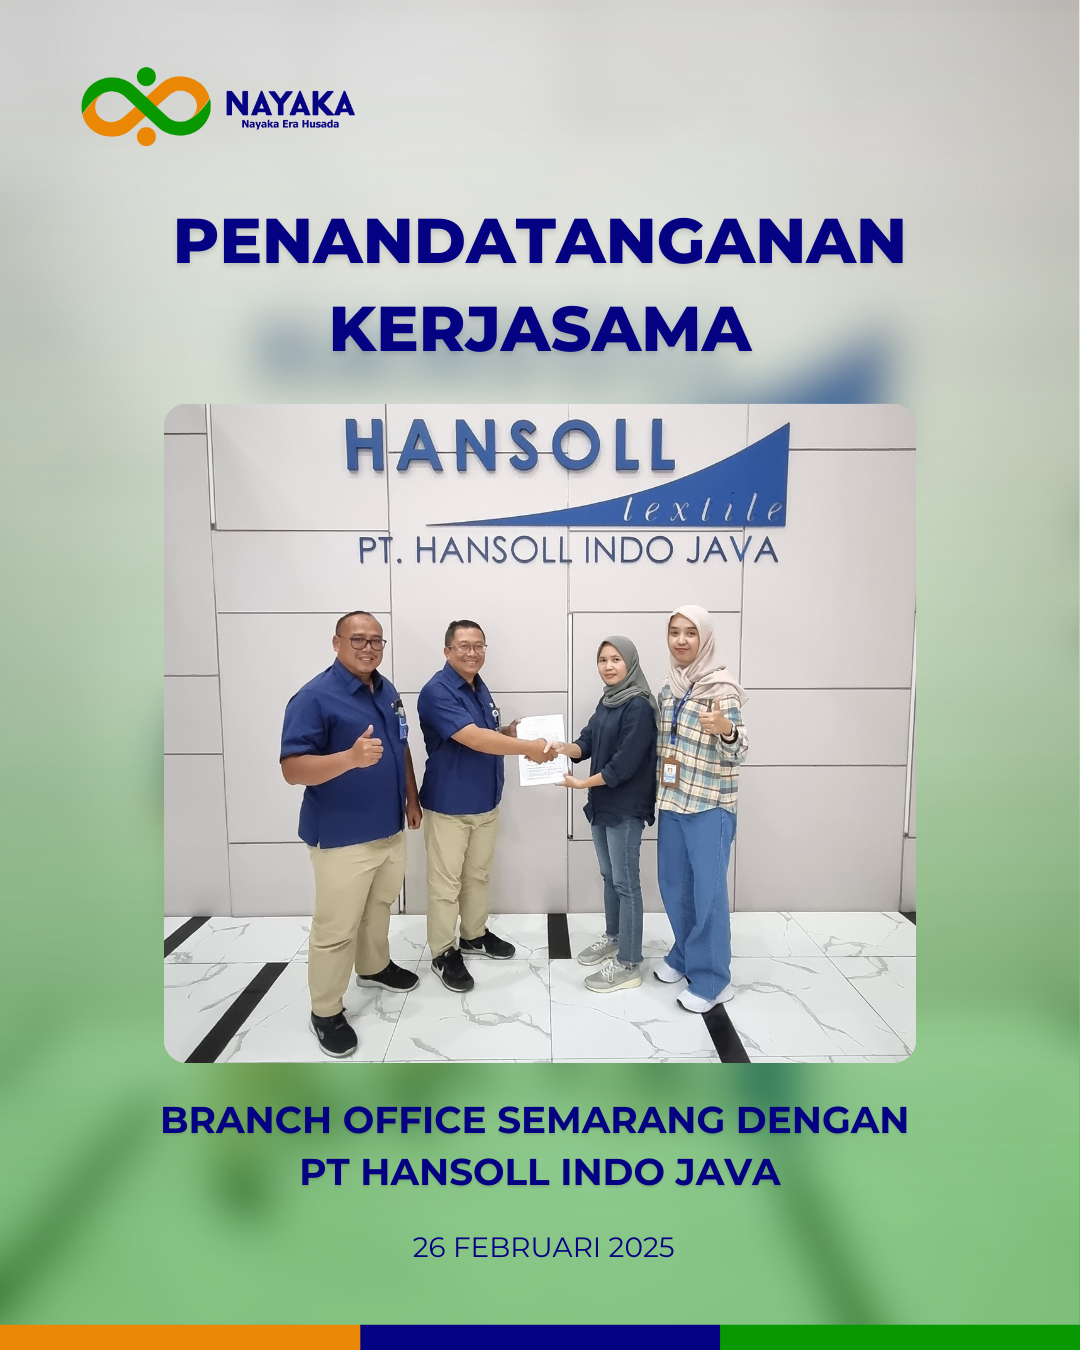 NAYAKA
Nayaka Era Husada
PENANDATANGANAN
KERJASAMA
HANSOLL
textile
PT. HANSOLL INDO JAVA
BRANCH OFFICE SEMARANG DENGAN
PT HANSOLL INDO JAVA
26 FEBRUARI 2025